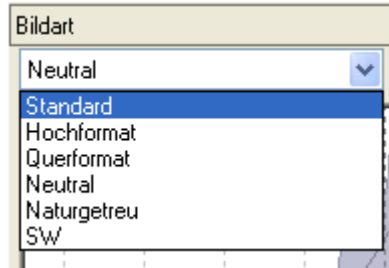 Bildart
Neutral
Standard
Hochformat
Querformat
Neutral
Naturgetreu
SW